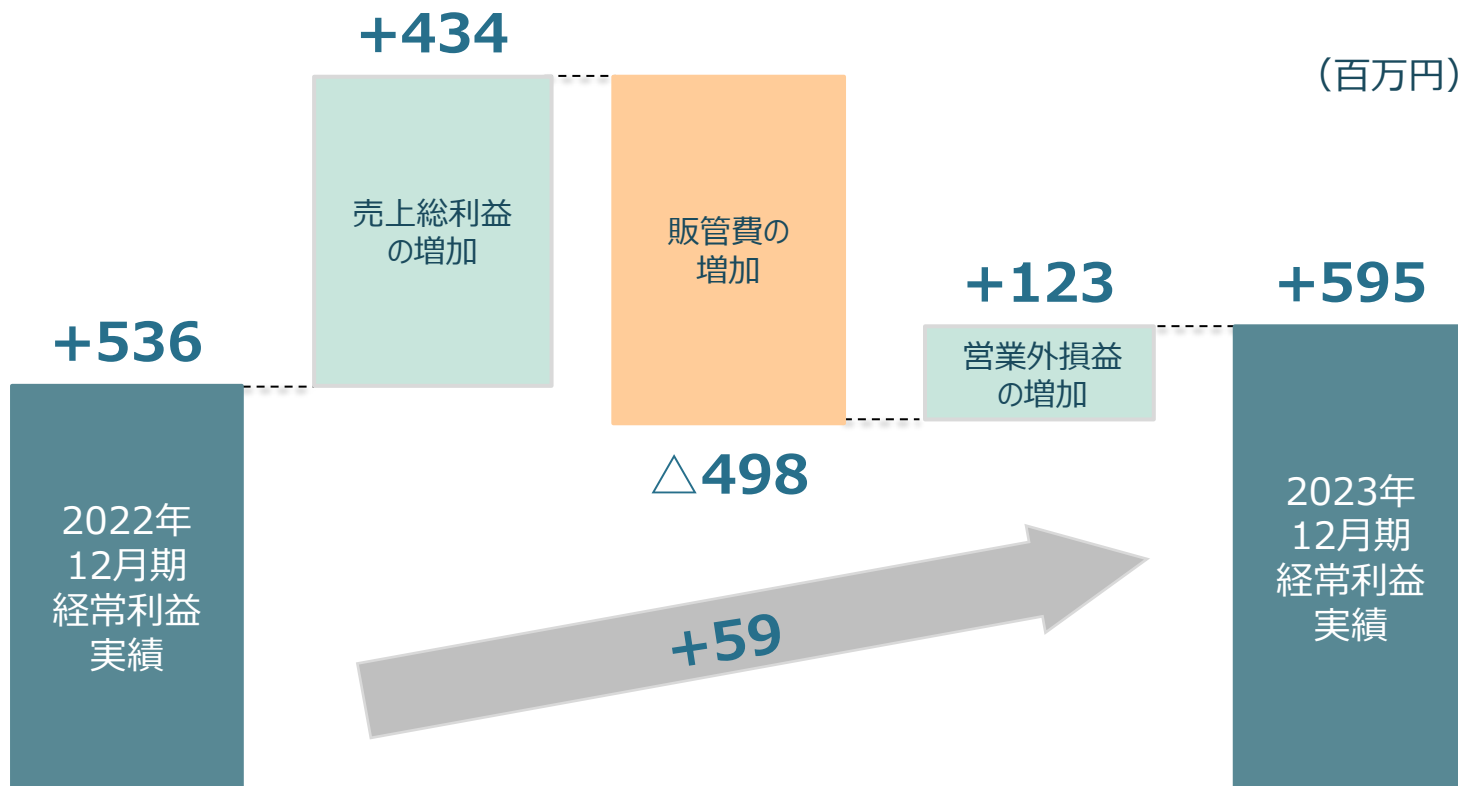 +434
（百万円）
売上総利益
の増加
販管費の
増加
+123
+595
+536
営業外損益
の増加
△498
2022年
12月期
経常利益
実績
2023年
12月期
経常利益
実績
+59